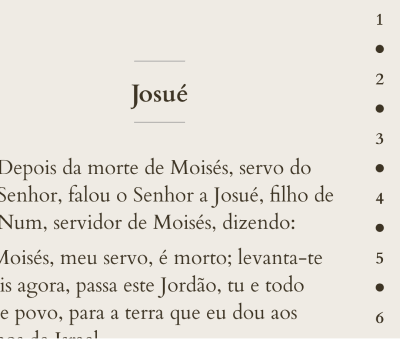 Josué
Depois da morte de Moisés, servo do
Senhor, falou o Senhor a Josué, filho de
Num, servidor de Moisés, dizendo:
Moisés, meu servo, é morto; levanta-te
agora, passa este Jordão, tu e todo
povo, para a terra que eu dou aos
1
2
3
4
5
6